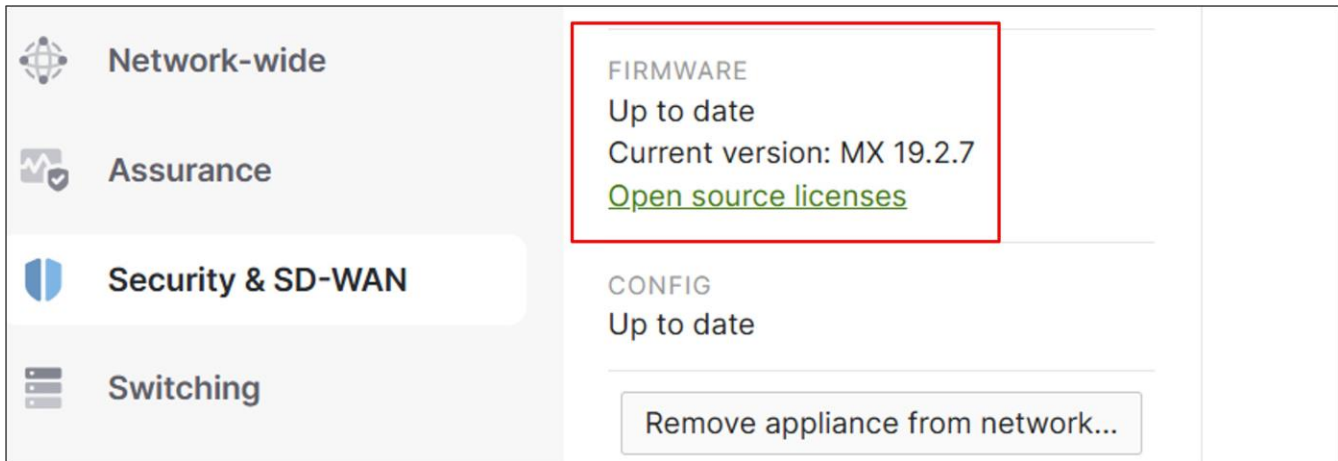 Network-wide
Assurance
Security & SD-WAN
Switching
FIRMWARE
Up to date
Current version: MX 19.2.7
Open source licenses
CONFIG
Up to date
Remove appliance from network...